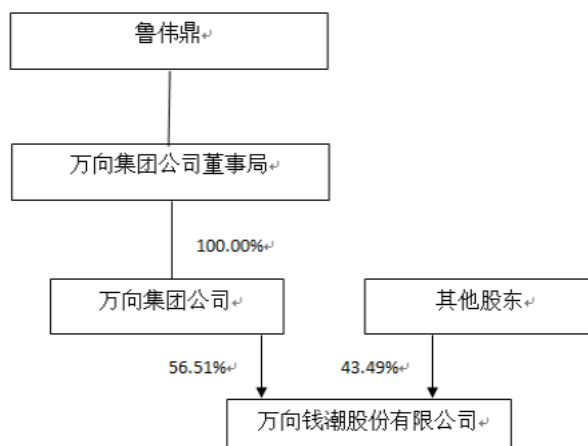 鲁伟鼎
万向集团公司董事局
100.00%
万向集团公司
其他股东
56.51%
43.49%
万向钱潮股份有限公司